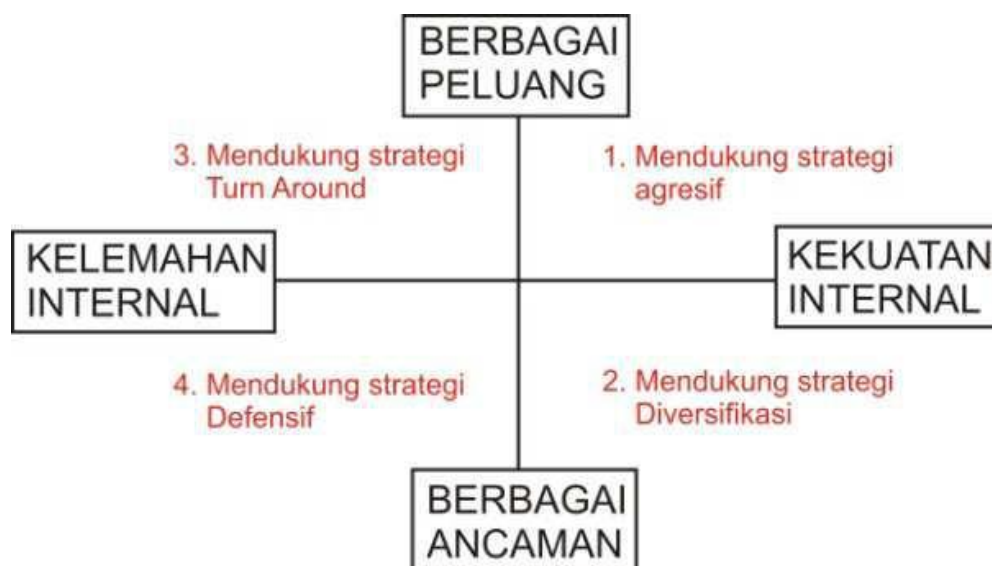 BERBAGAI
PELUANG
3. Mendukung strategi
Turn Around
1. Mendukung strategi
agresif
KELEMAHAN
INTERNAL
KEKUATAN
INTERNAL
4. Mendukung strategi
Defensif
2. Mendukung strategi
Diversifikasi
BERBAGAI
ANCAMAN